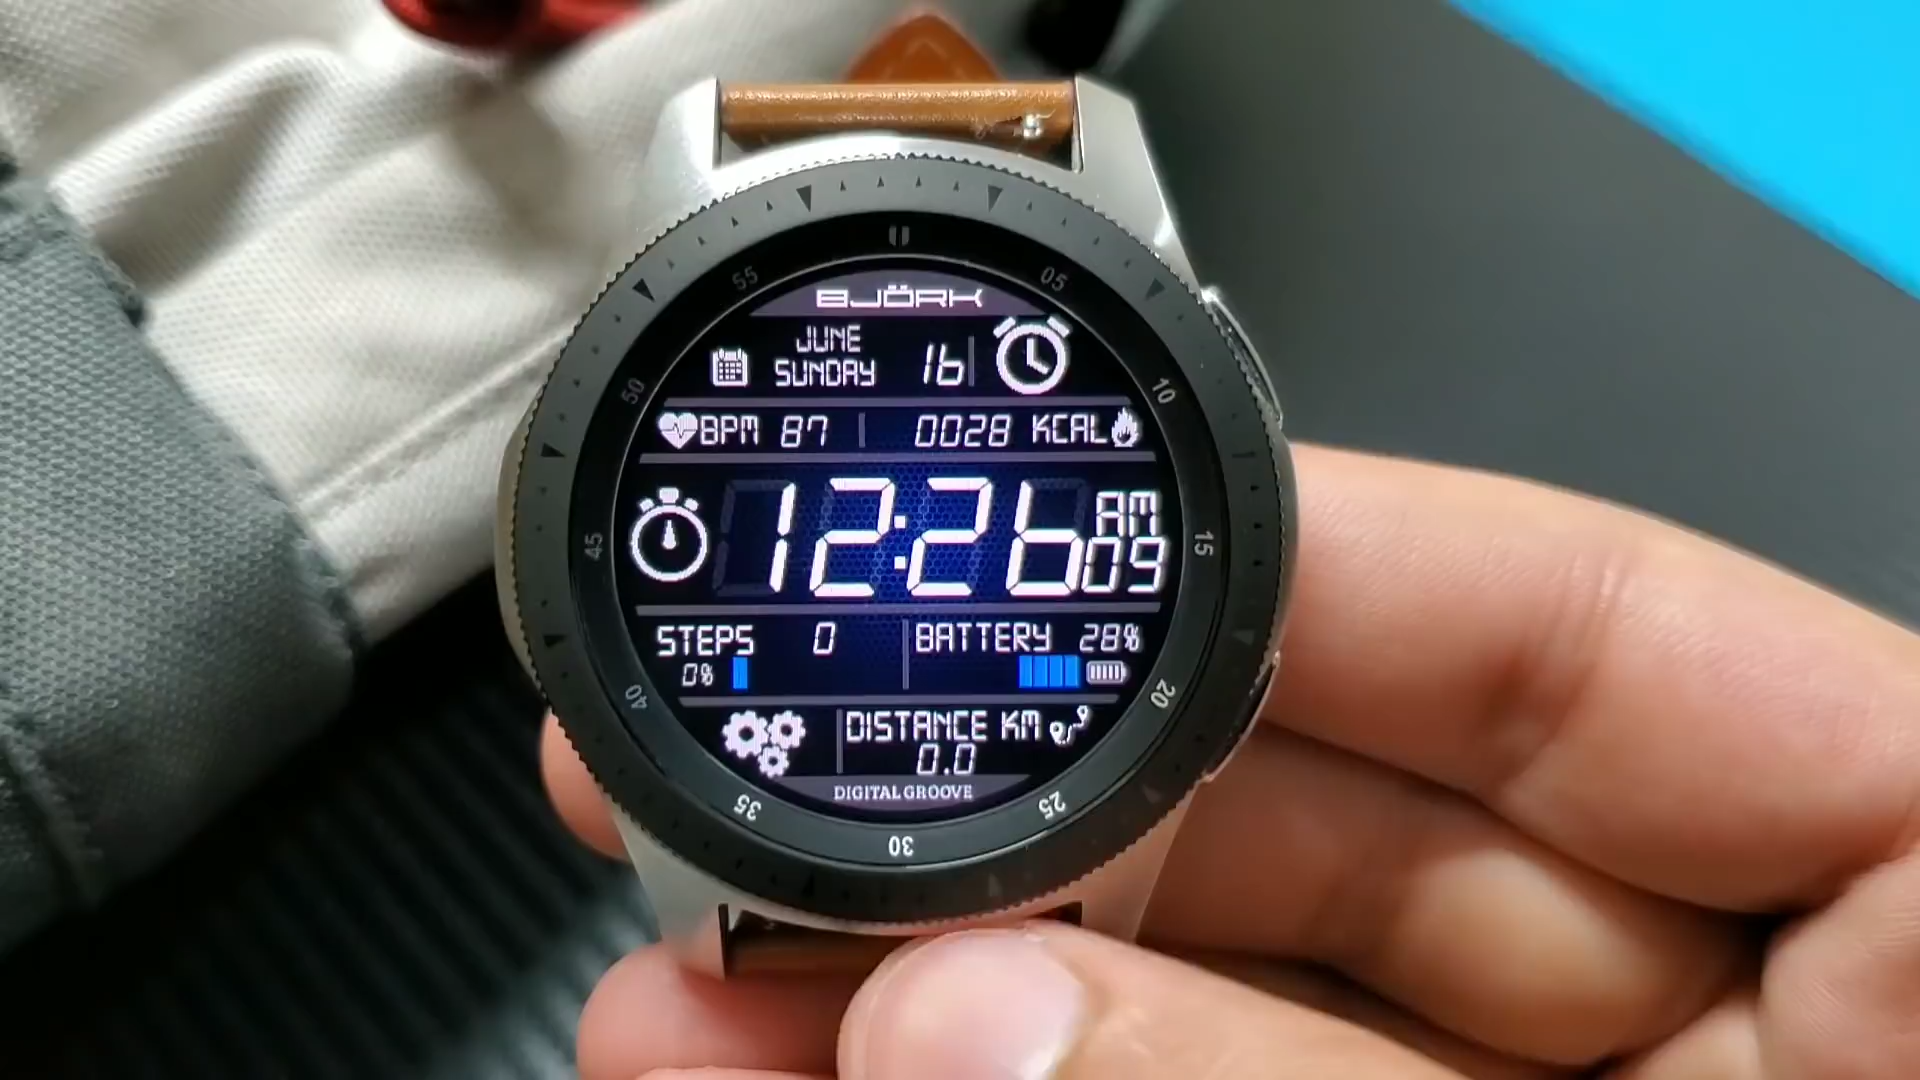 BJÖRK
JUNE
SUNDAY 16
BPM 87 0028 KCAL
12:26 AM
09
STEPS 0 BATTERY 28%
0%
DISTANCE KM
0.0
DIGITAL GROOVE
05
10
15
20
25
30
35
40
45
50
55